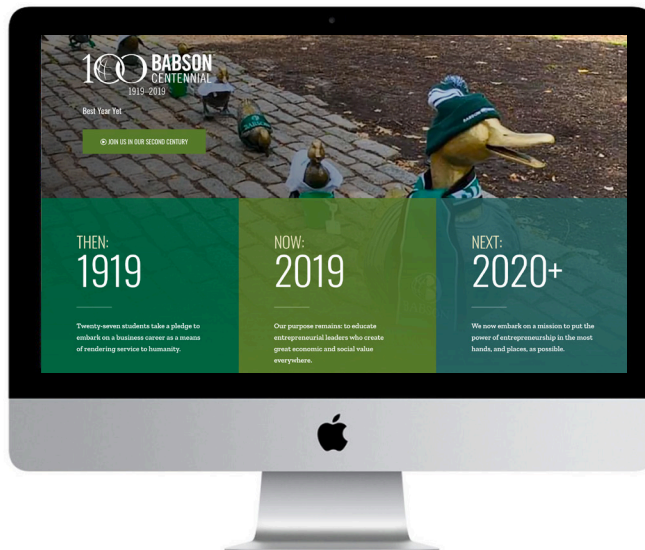 100 BABSON
CENTENNIAL
1919–2019
Best Year Yet
JOIN US IN OUR SECOND CENTURY
THEN:
1919
Twenty-seven students take a pledge to
embark on a business career as a means
of rendering service to humanity.
NOW:
2019
Our purpose remains: to educate
entrepreneurial leaders who create
great economic and social value
everywhere.
NEXT:
2020+
We now embark on a mission to put the
power of entrepreneurship in the most
hands, and places, as possible.